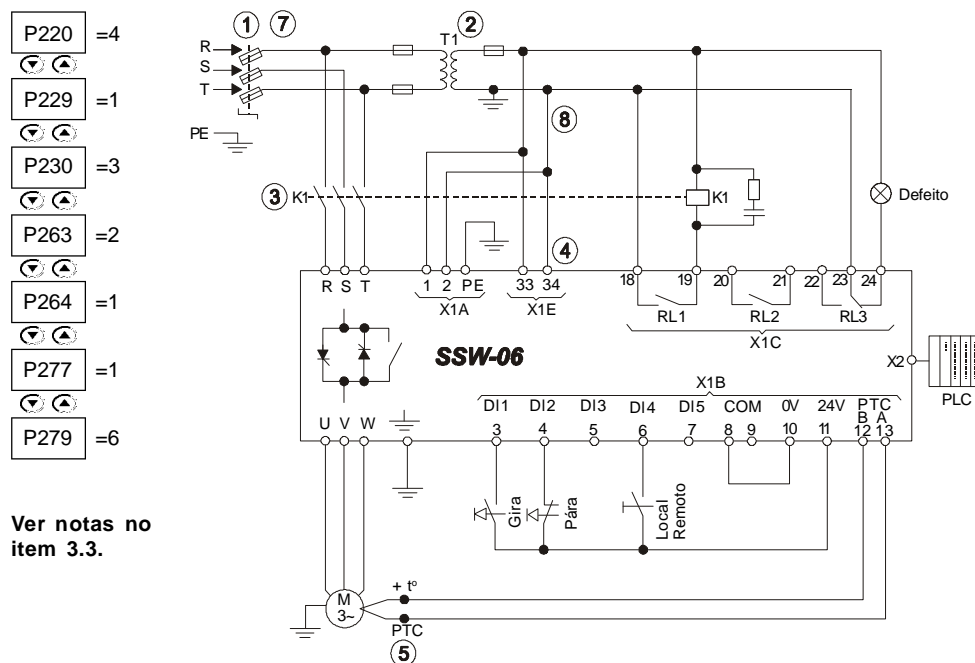 P220 =4
P229 =1
P230 =3
P263 =2
P264 =1
P277 =1
P279 =6
Ver notas no
item 3.3.
1 7 2
T1
R
S
T
PE
8
3 K1 K1
Defeito
4
R S T 1 2 PE 33 34 18 19 20 21 22 23 24
X1A X1E RL1 RL2 RL3
X1C
SSW-06
X2
PLC
X1B
U V W DI1 DI2 DI3 DI4 DI5 COM 0V 24V PTC
B A
3 4 5 6 7 8 9 10 11 12 13
Gira
Pára
Local
Remoto
+ tº
M
3~
PTC
5